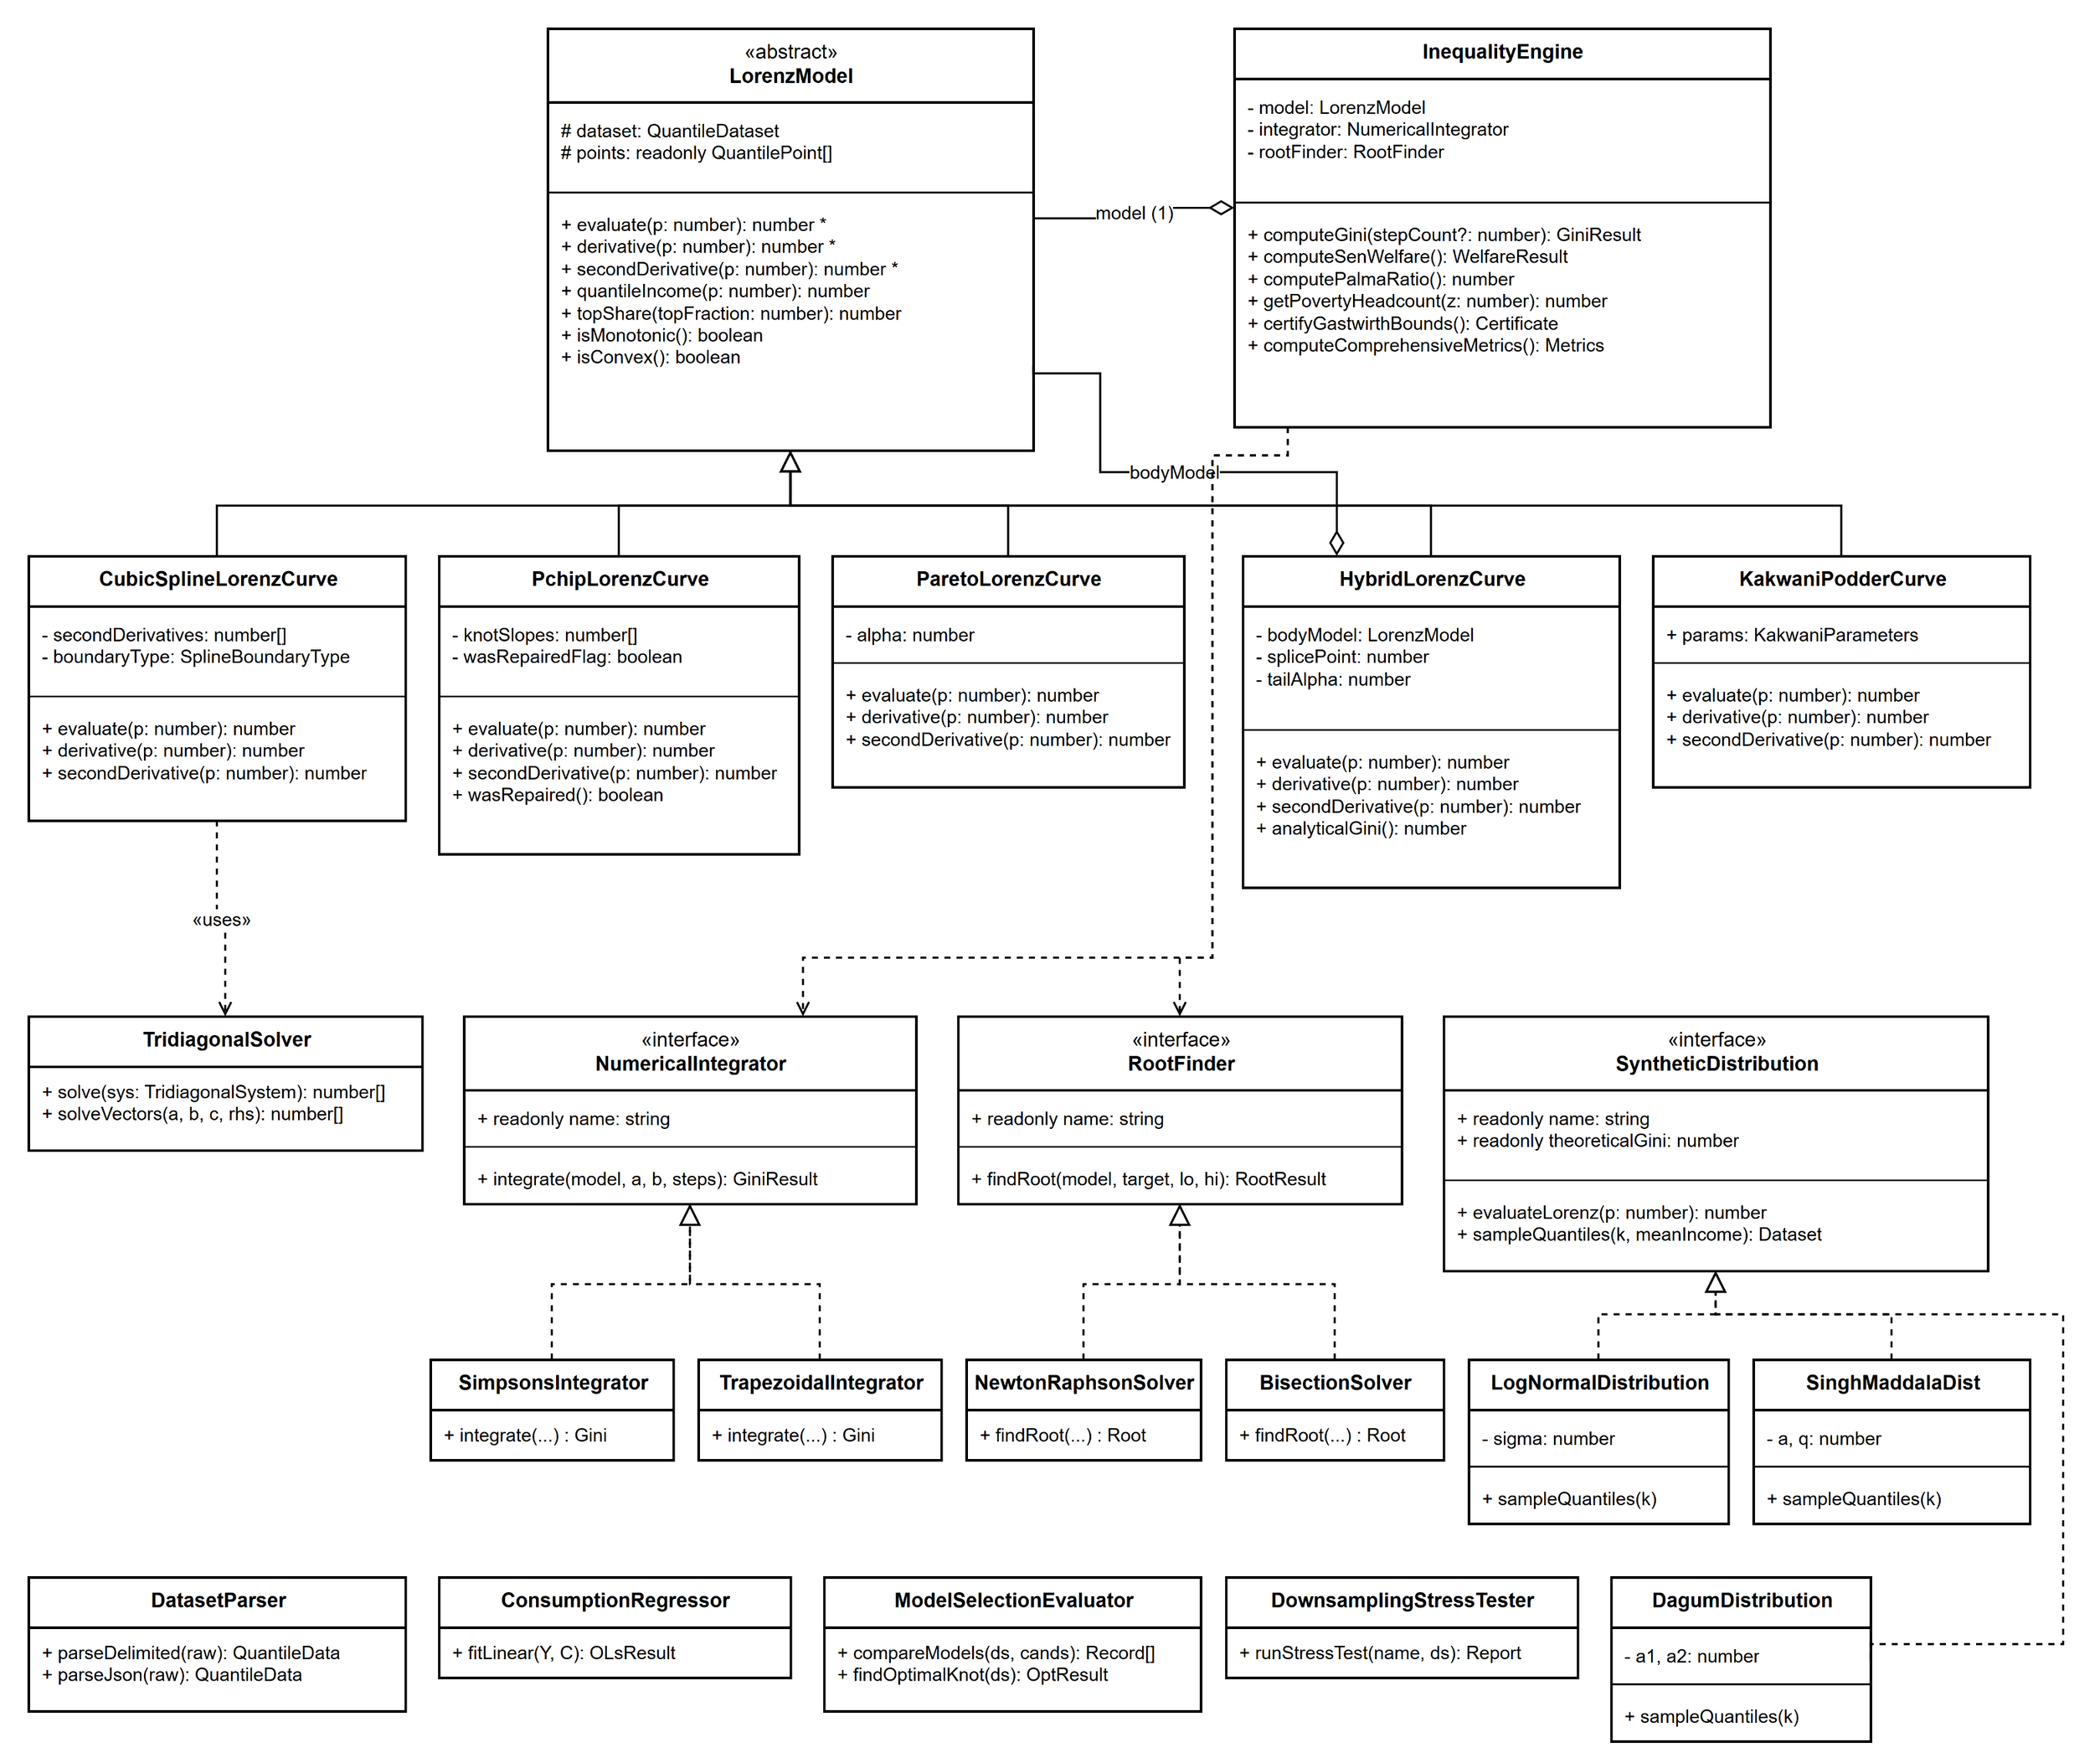 «abstract»
LorenzModel
# dataset: QuantileDataset
# points: readonly QuantilePoint[]
+ evaluate(p: number): number *
+ derivative(p: number): number *
+ secondDerivative(p: number): number *
+ quantileIncome(p: number): number
+ topShare(topFraction: number): number
+ isMonotonic(): boolean
+ isConvex(): boolean
model (1)
InequalityEngine
- model: LorenzModel
- integrator: NumericalIntegrator
- rootFinder: RootFinder
+ computeGini(stepCount?: number): GiniResult
+ computeSenWelfare(): WelfareResult
+ computePalmaRatio(): number
+ getPovertyHeadcount(z: number): number
+ certifyGastwirthBounds(): Certificate
+ computeComprehensiveMetrics(): Metrics
bodyModel
CubicSplineLorenzCurve
- secondDerivatives: number[]
- boundaryType: SplineBoundaryType
+ evaluate(p: number): number
+ derivative(p: number): number
+ secondDerivative(p: number): number
PchipLorenzCurve
- knotSlopes: number[]
- wasRepairedFlag: boolean
+ evaluate(p: number): number
+ derivative(p: number): number
+ secondDerivative(p: number): number
+ wasRepaired(): boolean
ParetoLorenzCurve
- alpha: number
+ evaluate(p: number): number
+ derivative(p: number): number
+ secondDerivative(p: number): number
HybridLorenzCurve
- bodyModel: LorenzModel
- splicePoint: number
- tailAlpha: number
+ evaluate(p: number): number
+ derivative(p: number): number
+ secondDerivative(p: number): number
+ analyticalGini(): number
KakwaniPodderCurve
+ params: KakwaniParameters
+ evaluate(p: number): number
+ derivative(p: number): number
+ secondDerivative(p: number): number
«uses»
TridiagonalSolver
+ solve(sys: TridiagonalSystem): number[]
+ solveVectors(a, b, c, rhs): number[]
«interface»
NumericalIntegrator
+ readonly name: string
+ integrate(model, a, b, steps): GiniResult
«interface»
RootFinder
+ readonly name: string
+ findRoot(model, target, lo, hi): RootResult
«interface»
SyntheticDistribution
+ readonly name: string
+ readonly theoreticalGini: number
+ evaluateLorenz(p: number): number
+ sampleQuantiles(k, meanIncome): Dataset
SimpsonsIntegrator
+ integrate(...) : Gini
TrapezoidalIntegrator
+ integrate(...) : Gini
NewtonRaphsonSolver
+ findRoot(...) : Root
BisectionSolver
+ findRoot(...) : Root
LogNormalDistribution
- sigma: number
+ sampleQuantiles(k)
SinghMaddalaDist
- a, q: number
+ sampleQuantiles(k)
DatasetParser
+ parseDelimited(raw): QuantileData
+ parseJson(raw): QuantileData
ConsumptionRegressor
+ fitLinear(Y, C): OLsResult
ModelSelectionEvaluator
+ compareModels(ds, cands): Record[]
+ findOptimalKnot(ds): OptResult
DownsamplingStressTester
+ runStressTest(name, ds): Report
DagumDistribution
- a1, a2: number
+ sampleQuantiles(k)